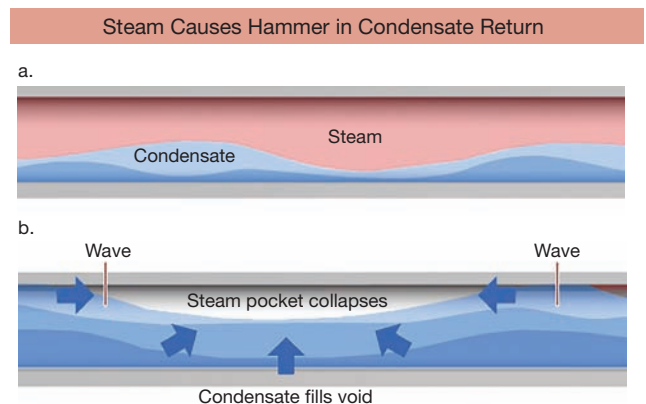 Steam Causes Hammer in Condensate Return
a.
Steam
Condensate
b.
Wave
Wave
Steam pocket collapses
Condensate fills void